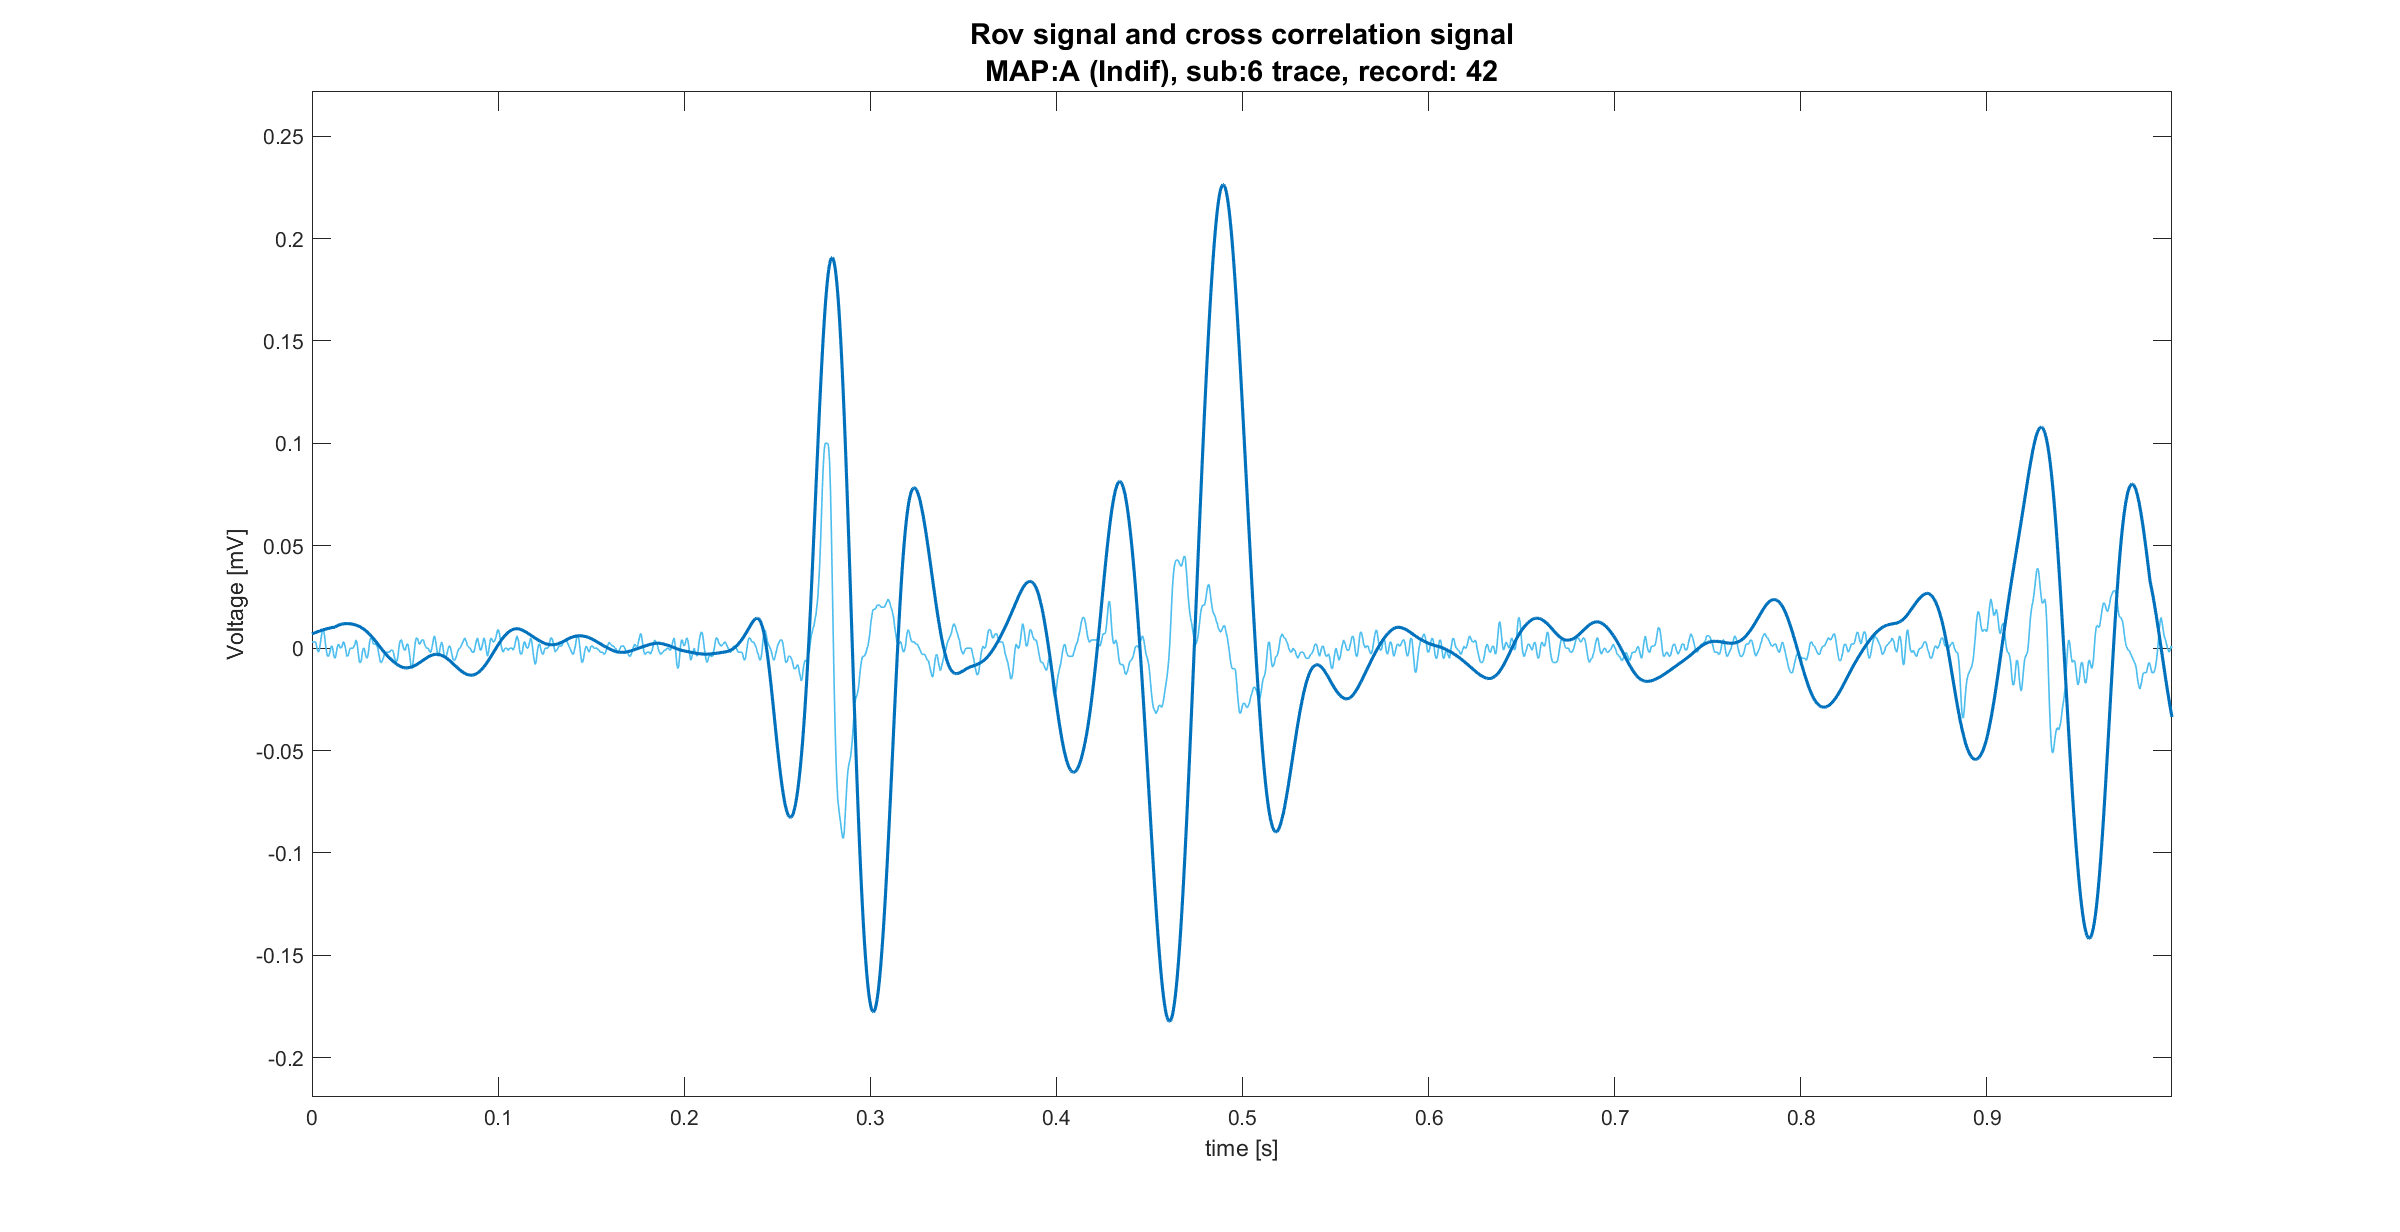 Rov signal and cross correlation signal
MAP:A (Indif), sub:6 trace, record: 42
0.25
0.2
0.15
0.1
0.05
0
-0.05
-0.1
-0.15
-0.2
Voltage [mV]
0 0.1 0.2 0.3 0.4 0.5 0.6 0.7 0.8 0.9
time [s]